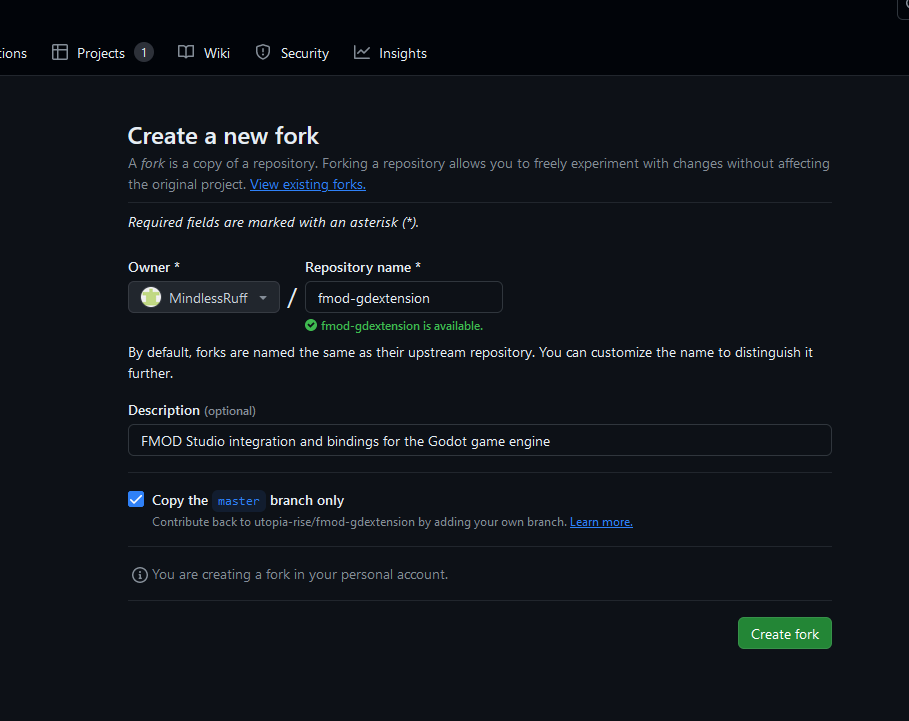 Projects 1 Wiki Security Insights
Create a new fork
A fork is a copy of a repository. Forking a repository allows you to freely experiment with changes without affecting
the original project. View existing forks.
Required fields are marked with an asterisk (*).
Owner * Repository name *
MindlessRuff / fmod-gdextension
fmod-gdextension is available.
By default, forks are named the same as their upstream repository. You can customize the name to distinguish it
further.
Description (optional)
FMOD Studio integration and bindings for the Godot game engine
Copy the master branch only
Contribute back to utopia-rise/fmod-gdextension by adding your own branch. Learn more.
You are creating a fork in your personal account.
Create fork